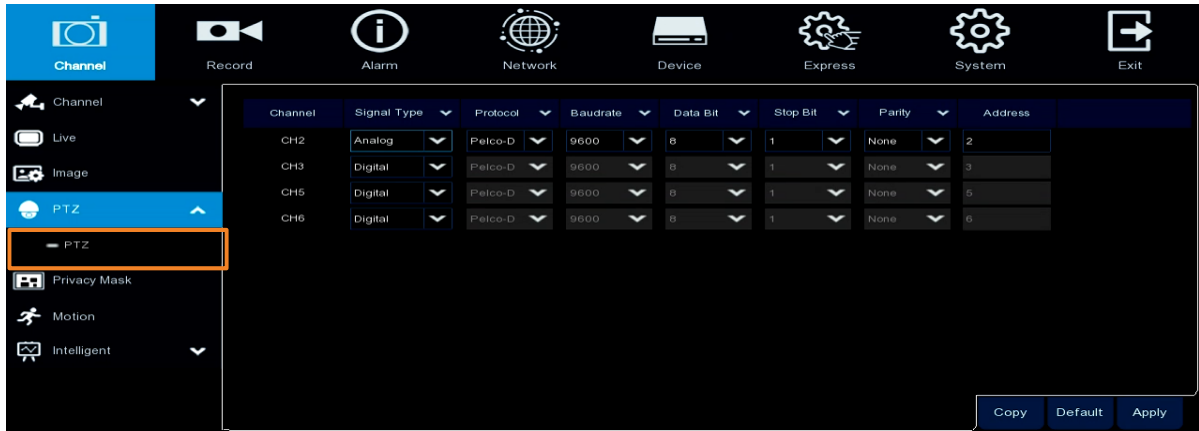 Channel Record Alarm Network Device Express System Exit
Channel
Live
Image
PTZ
PTZ
Privacy Mask
Motion
Intelligent
Channel Signal Type Protocol Baudrate Data Bit Stop Bit Parity Address
CH2 Analog Pelco-D 9600 8 1 None 2
CH3 Digital Pelco-D 9600 8 1 None 3
CH5 Digital Pelco-D 9600 8 1 None 5
CH6 Digital Pelco-D 9600 8 1 None 6
Copy Default Apply